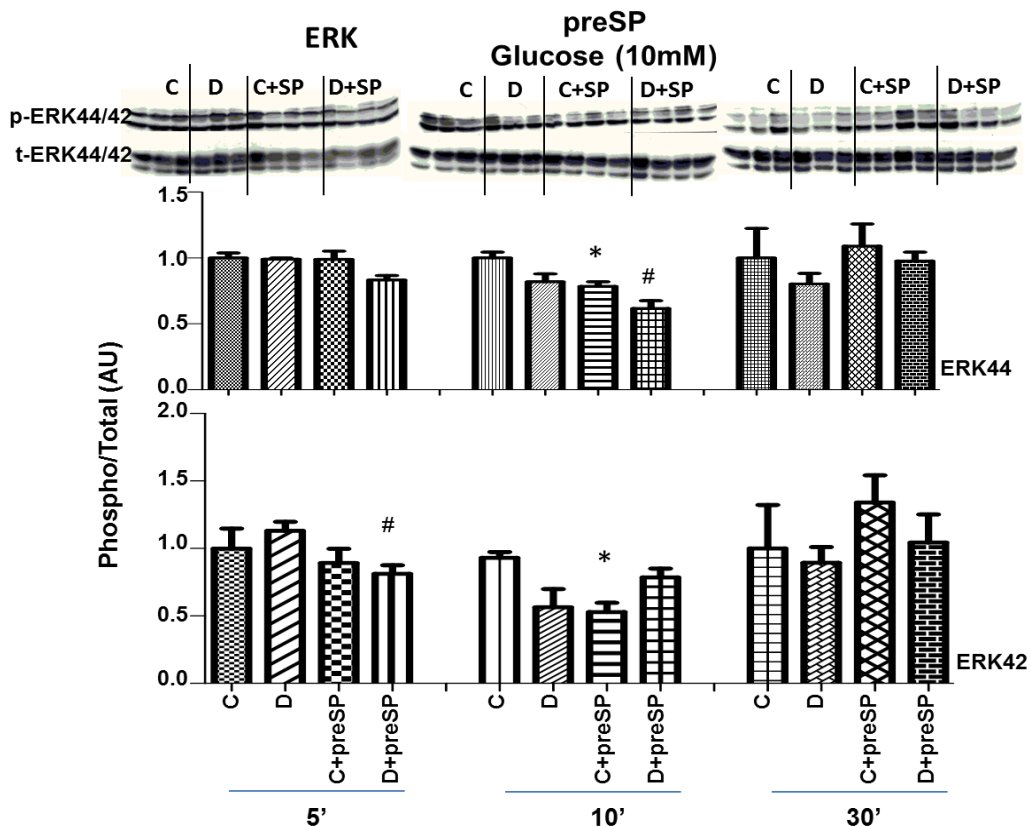 ERK
preSP
Glucose (10mM)
C D C+SP D+SP C D C+SP D+SP C D C+SP D+SP
p-ERK44/42
t-ERK44/42
Phospho/Total (AU)
1.5
1.0
0.5
0.0
* #
ERK44
2.0
1.5
1.0
0.5
0.0
# *
ERK42
C D C+preSP D+preSP C D C+preSP D+preSP C D C+preSP D+preSP
5’ 10’ 30’